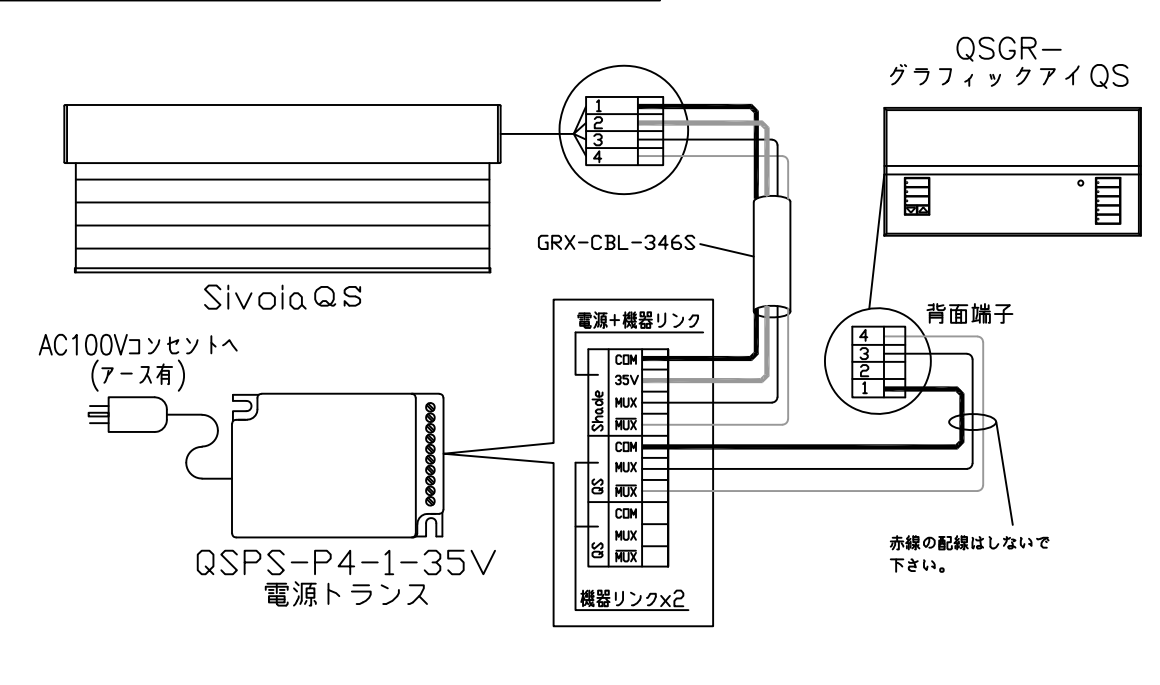 QSGR-
グラフィックアイQS
1
2
3
4
GRX-CBL-346S
SivoiaQS
AC100Vコンセントへ
(アース有)
電源+機器リンク
COM
35V
MUX
MUX
Shade
COM
MUX
MUX
QS
COM
MUX
MUX
QS
機器リンクx2
背面端子
4
3
2
1
赤線の配線はしないで
下さい。
QSPS-P4-1-35V
電源トランス